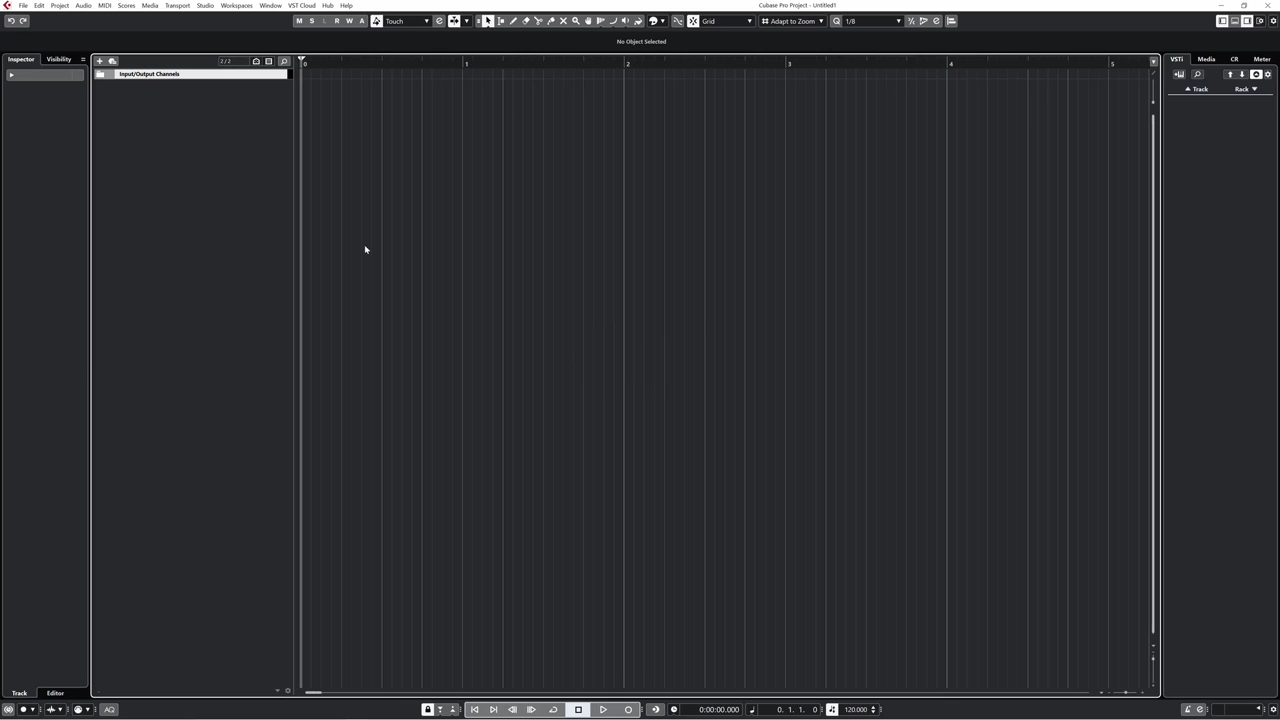 Cubase Pro Project - Untitled1
File Edit Project Audio MIDI Scores Media Transport Studio Workspaces Window VST Cloud Hub Help
M S L R W A Touch Grid Adapt to Zoom Q 1/8
No Object Selected
Inspector Visibility
2/2
0 1 2 3 4 5
VSTi Media CR Meter
Input/Output Channels
Track Rack
Track Editor
AQ
0:00:00.000
0. 1. 1. 0
120.000